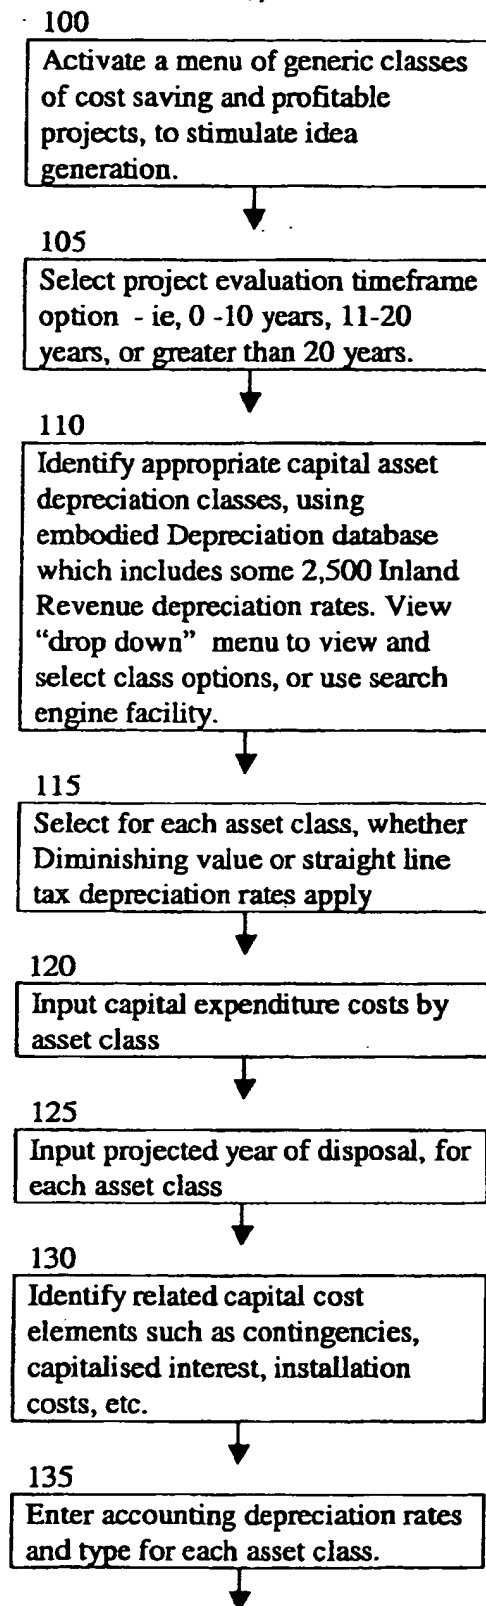 100
Activate a menu of generic classes
of cost saving and profitable
projects, to stimulate idea
generation.
105
Select project evaluation timeframe
option - ie, 0 -10 years, 11-20
years, or greater than 20 years.
110
Identify appropriate capital asset
depreciation classes, using
embodied Depreciation database
which includes some 2,500 Inland
Revenue depreciation rates. View
“drop down” menu to view and
select class options, or use search
engine facility.
115
Select for each asset class, whether
Diminishing value or straight line
tax depreciation rates apply
120
Input capital expenditure costs by
asset class
125
Input projected year of disposal, for
each asset class
130
Identify related capital cost
elements such as contingencies,
capitalised interest, installation
costs, etc.
135
Enter accounting depreciation rates
and type for each asset class.